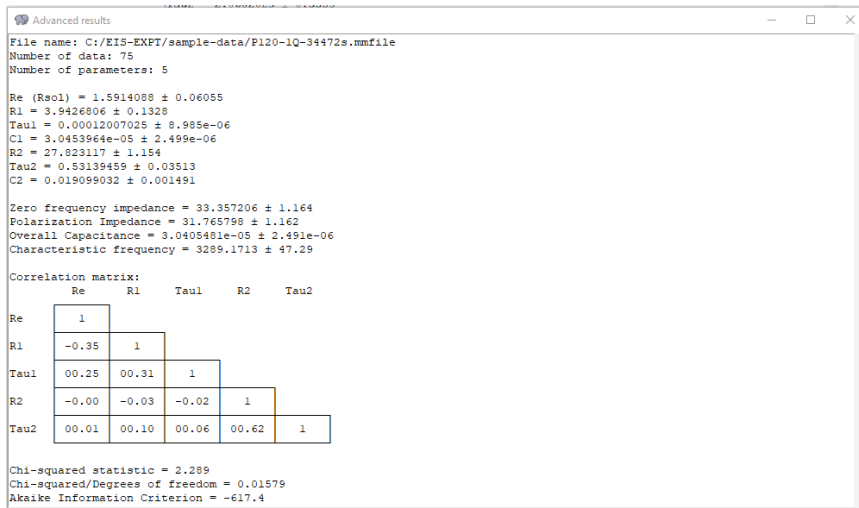 Advanced results
File name: C:/EIS-EXPT/sample-data/P120-1Q-34472s.mmfile
Number of data: 75
Number of parameters: 5
Re (Rsol) = 1.5914088 ± 0.06055
R1 = 3.9426806 ± 0.1328
Tau1 = 0.00012007025 ± 8.985e-06
C1 = 3.0453964e-05 ± 2.499e-06
R2 = 27.823117 ± 1.154
Tau2 = 0.53139459 ± 0.03513
C2 = 0.019099032 ± 0.001491
Zero frequency impedance = 33.357206 ± 1.164
Polarization Impedance = 31.765798 ± 1.162
Overall Capacitance = 3.0405481e-05 ± 2.491e-06
Characteristic frequency = 3289.1713 ± 47.29
Correlation matrix:
Re R1 Tau1 R2 Tau2
Re 1
R1 -0.35 1
Tau1 00.25 00.31 1
R2 -0.00 -0.03 -0.02 1
Tau2 00.01 00.10 00.06 00.62 1
Chi-squared statistic = 2.289
Chi-squared/Degrees of freedom = 0.01579
Akaike Information Criterion = -617.4